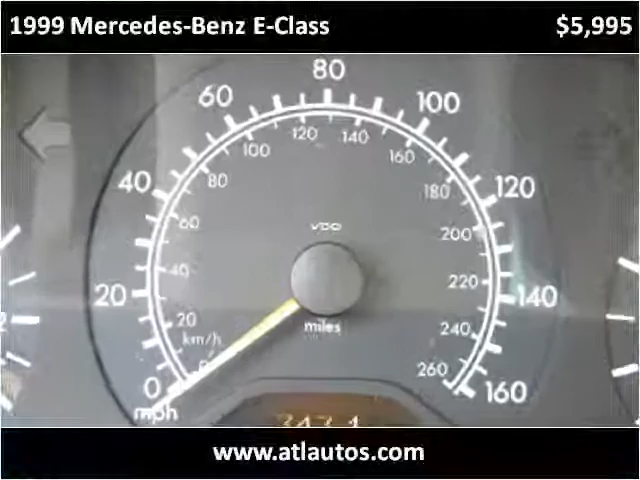 1999 Mercedes-Benz E-Class $5,995
80
60 100
120 140
100 160
40 80 180 120
60 VDO 200
20 40 220 140
20 miles 240
km/h
0 0 260 160
mph
www.atlautos.com